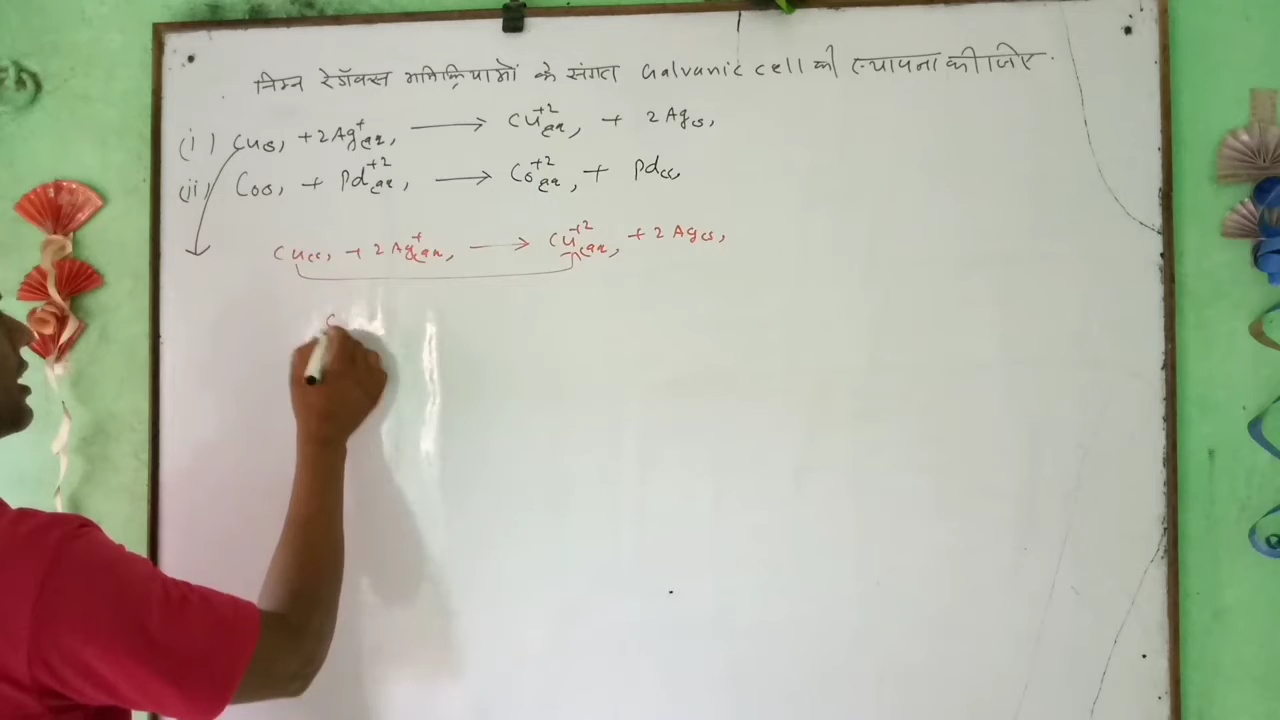 निम्न रेडॉक्स अभिक्रियाओं के संगत Galvanic cell की स्थापना कीजिए.
(i) Cu(s) + 2Ag⁺(aq) ⟶ Cu⁺²(aq) + 2Ag(s)
(ii) Co(s) + Pd⁺²(aq) ⟶ Co⁺²(aq) + Pd(s)
Cu(s) + 2Ag⁺(aq) ⟶ Cu⁺²(aq) + 2Ag(s)